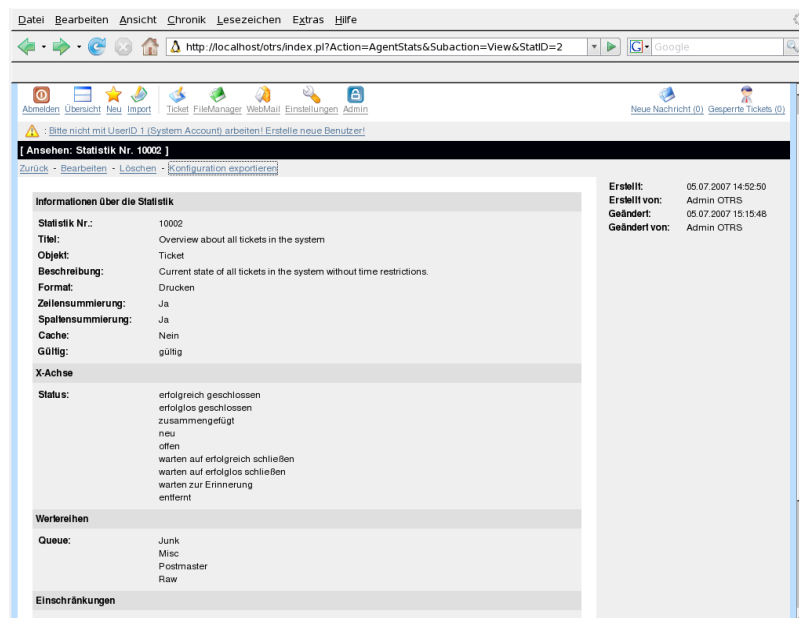 Datei Bearbeiten Ansicht Chronik Lesezeichen Extras Hilfe
http://localhost/otrs/index.pl?Action=AgentStats&Subaction=View&StatID=2
G Google
Abmelden Übersicht Neu Import Ticket FileManager WebMail Einstellungen Admin Neue Nachricht (0) Gesperrte Tickets (0)
: Bitte nicht mit UserID 1 (System Account) arbeiten! Erstelle neue Benutzer!
[ Ansehen: Statistik Nr. 10002 ]
Zurück - Bearbeiten - Löschen - Konfiguration exportieren
Informationen über die Statistik
Statistik Nr.: 10002
Titel: Overview about all tickets in the system
Objekt: Ticket
Beschreibung: Current state of all tickets in the system without time restrictions.
Format: Drucken
Zeilensummierung: Ja
Spaltensummierung: Ja
Cache: Nein
Gültig: gültig
X-Achse
Status: erfolgreich geschlossen
erfolglos geschlossen
zusammengefügt
neu
offen
warten auf erfolgreich schließen
warten auf erfolglos schließen
warten zur Erinnerung
entfernt
Wertereihen
Queue: Junk
Misc
Postmaster
Raw
Einschränkungen
Erstellt: 05.07.2007 14:52:50
Erstellt von: Admin OTRS
Geändert: 05.07.2007 15:15:48
Geändert von: Admin OTRS